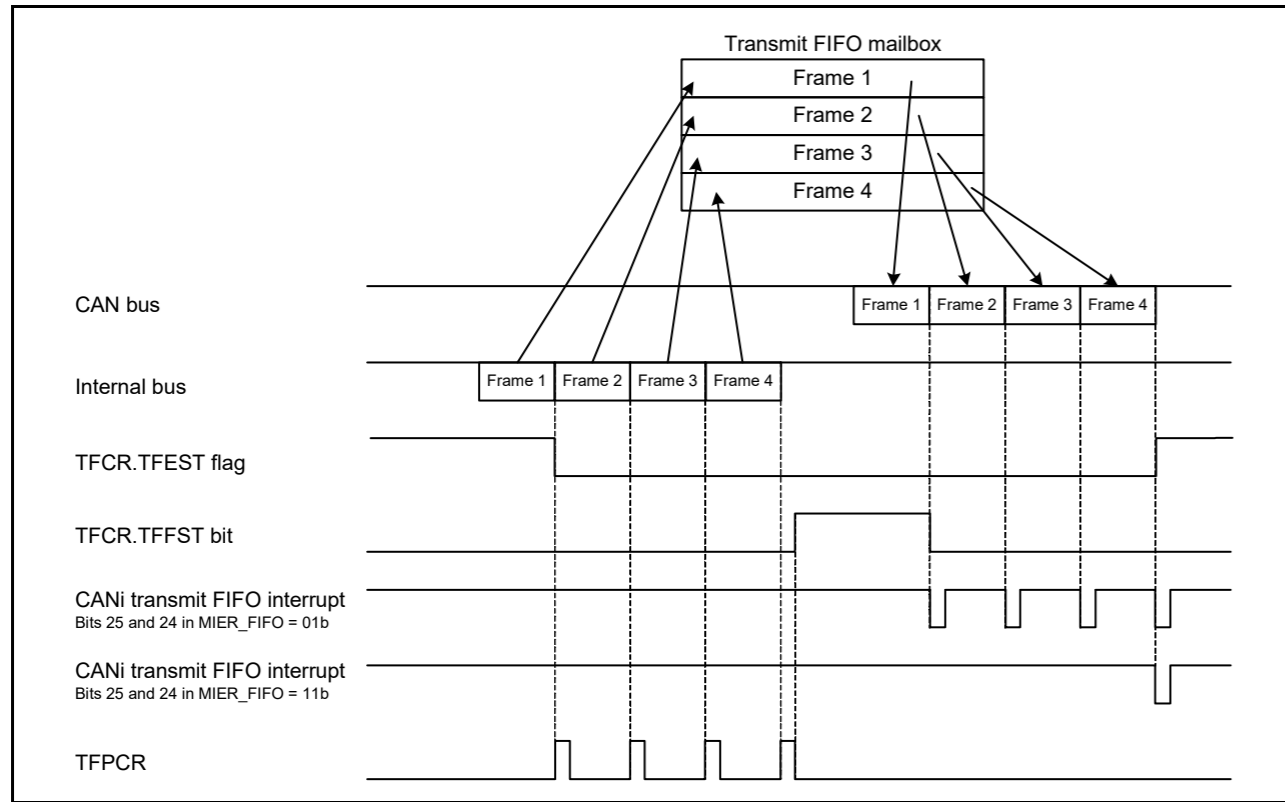 Transmit FIFO mailbox
Frame 1
Frame 2
Frame 3
Frame 4
CAN bus
Frame 1 Frame 2 Frame 3 Frame 4
Internal bus
Frame 1 Frame 2 Frame 3 Frame 4
TFCR.TFEST flag
TFCR.TFFST bit
CANi transmit FIFO interrupt
Bits 25 and 24 in MIER_FIFO = 01b
CANi transmit FIFO interrupt
Bits 25 and 24 in MIER_FIFO = 11b
TFPCR